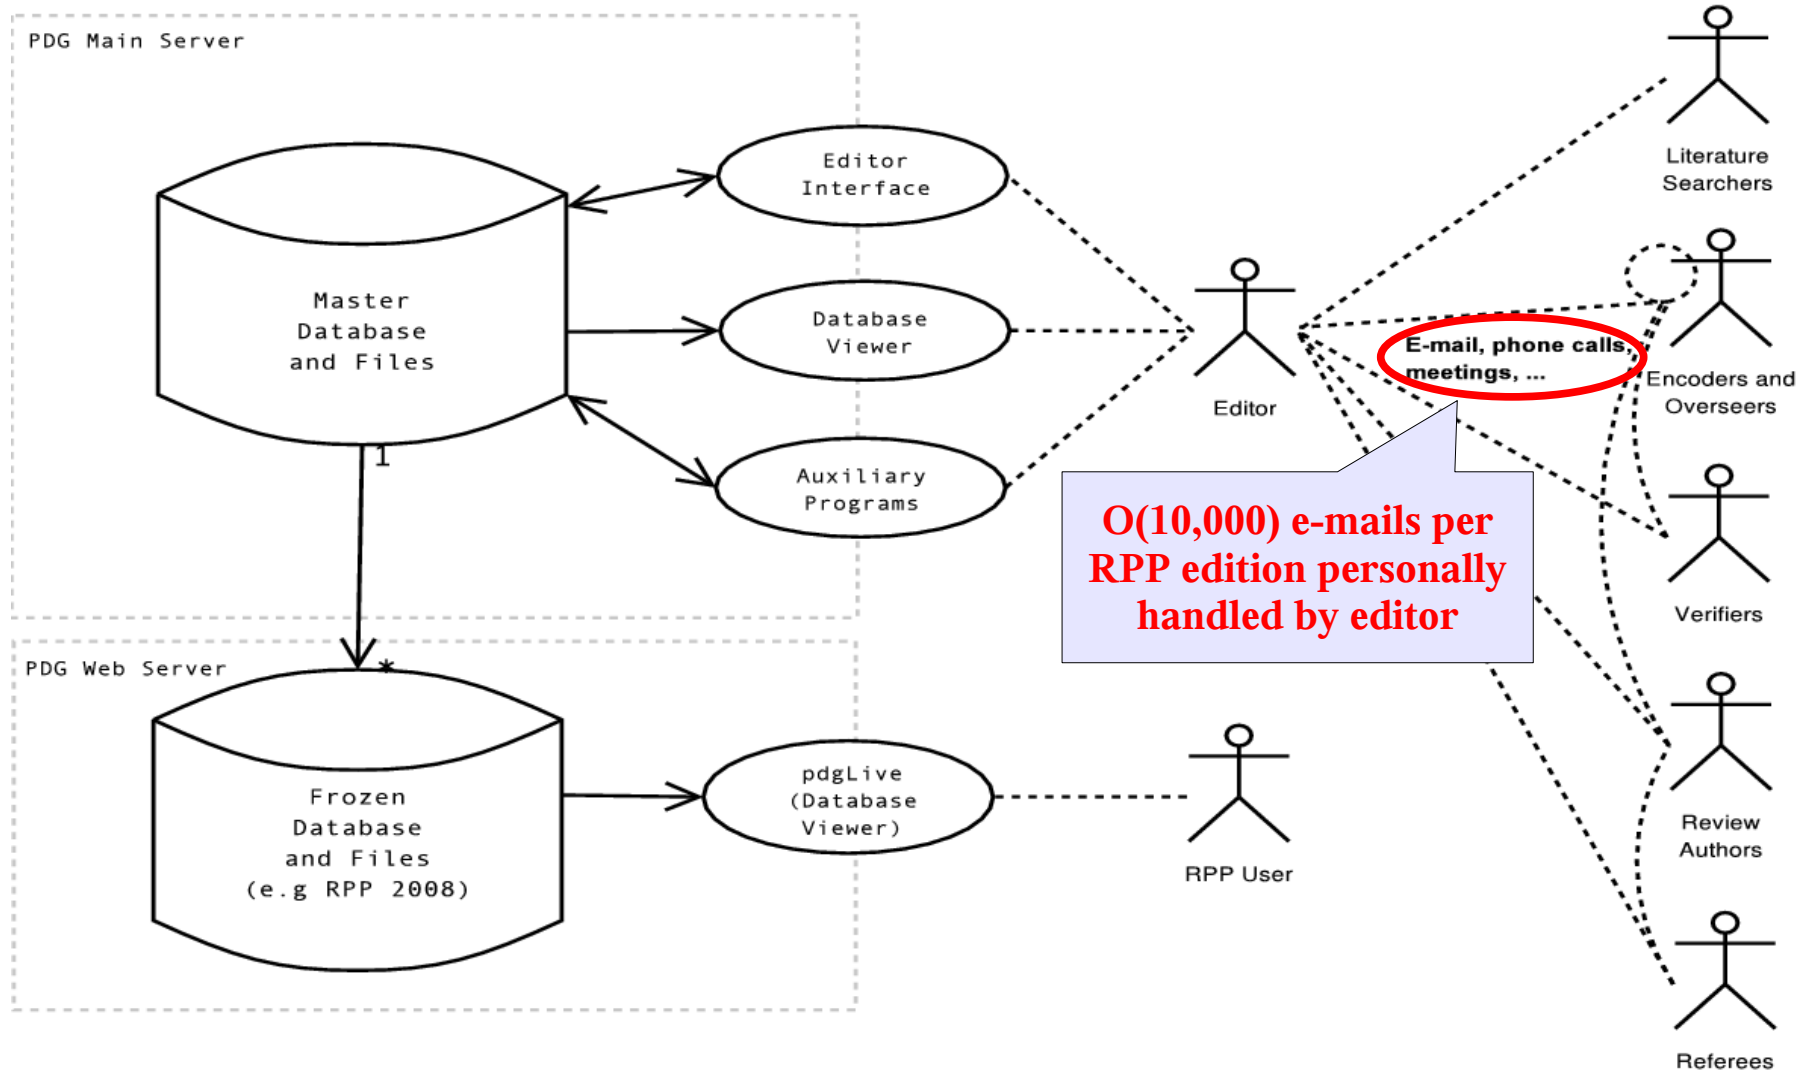 PDG Main Server
Editor
Interface
Master
Database
and Files
Database
Viewer
Auxiliary
Programs
1
*
PDG Web Server
Frozen
Database
and Files
(e.g RPP 2008)
pdgLive
(Database
Viewer)
Editor
RPP User
E-mail, phone calls,
meetings, ...
O(10,000) e-mails per
RPP edition personally
handled by editor
Literature
Searchers
Encoders and
Overseers
Verifiers
Review
Authors
Referees